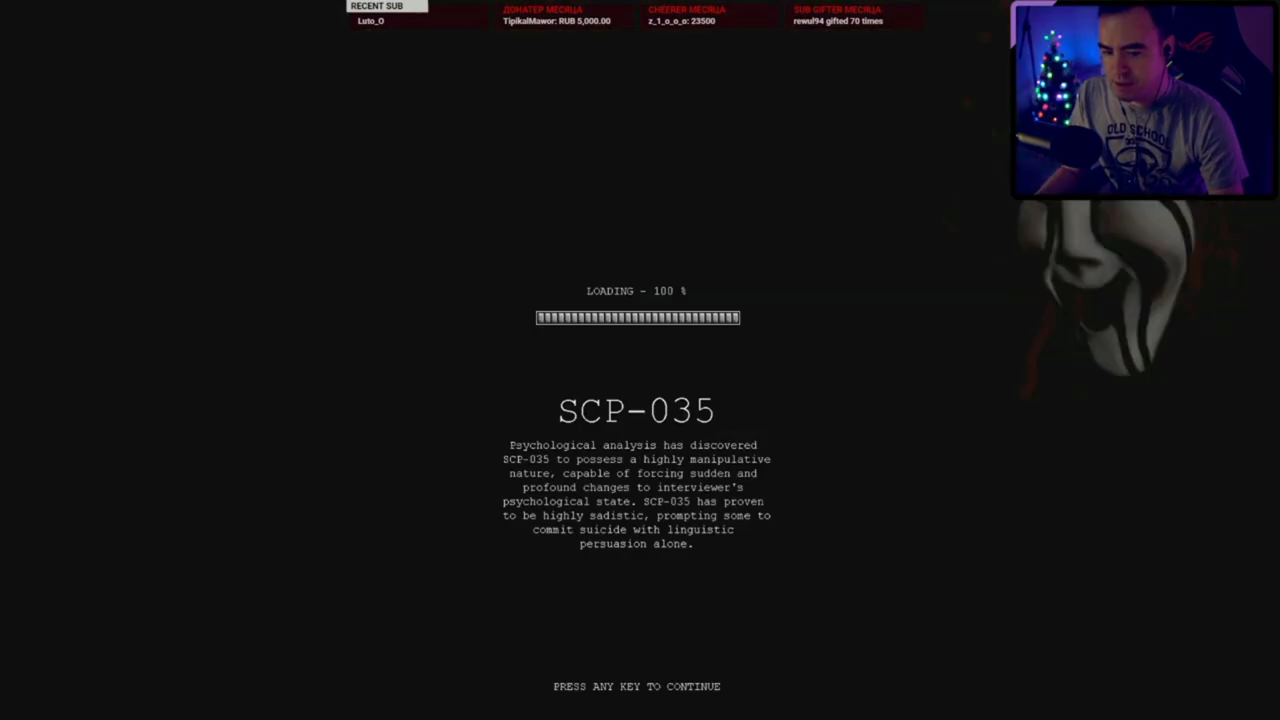 RECENT SUB
Luto_O
ДОНАТЕР МЕСЯЦА
TipikalMawor: RUB 5,000.00
CHEERER МЕСЯЦА
z_1_o_o_o: 23500
SUB GIFTER МЕСЯЦА
rewul94 gifted 70 times
OLD SCHOOL
LOADING - 100 %
SCP-035
Psychological analysis has discovered
SCP-035 to possess a highly manipulative
nature, capable of forcing sudden and
profound changes to interviewer's
psychological state. SCP-035 has proven
to be highly sadistic, prompting some to
commit suicide with linguistic
persuasion alone.
PRESS ANY KEY TO CONTINUE